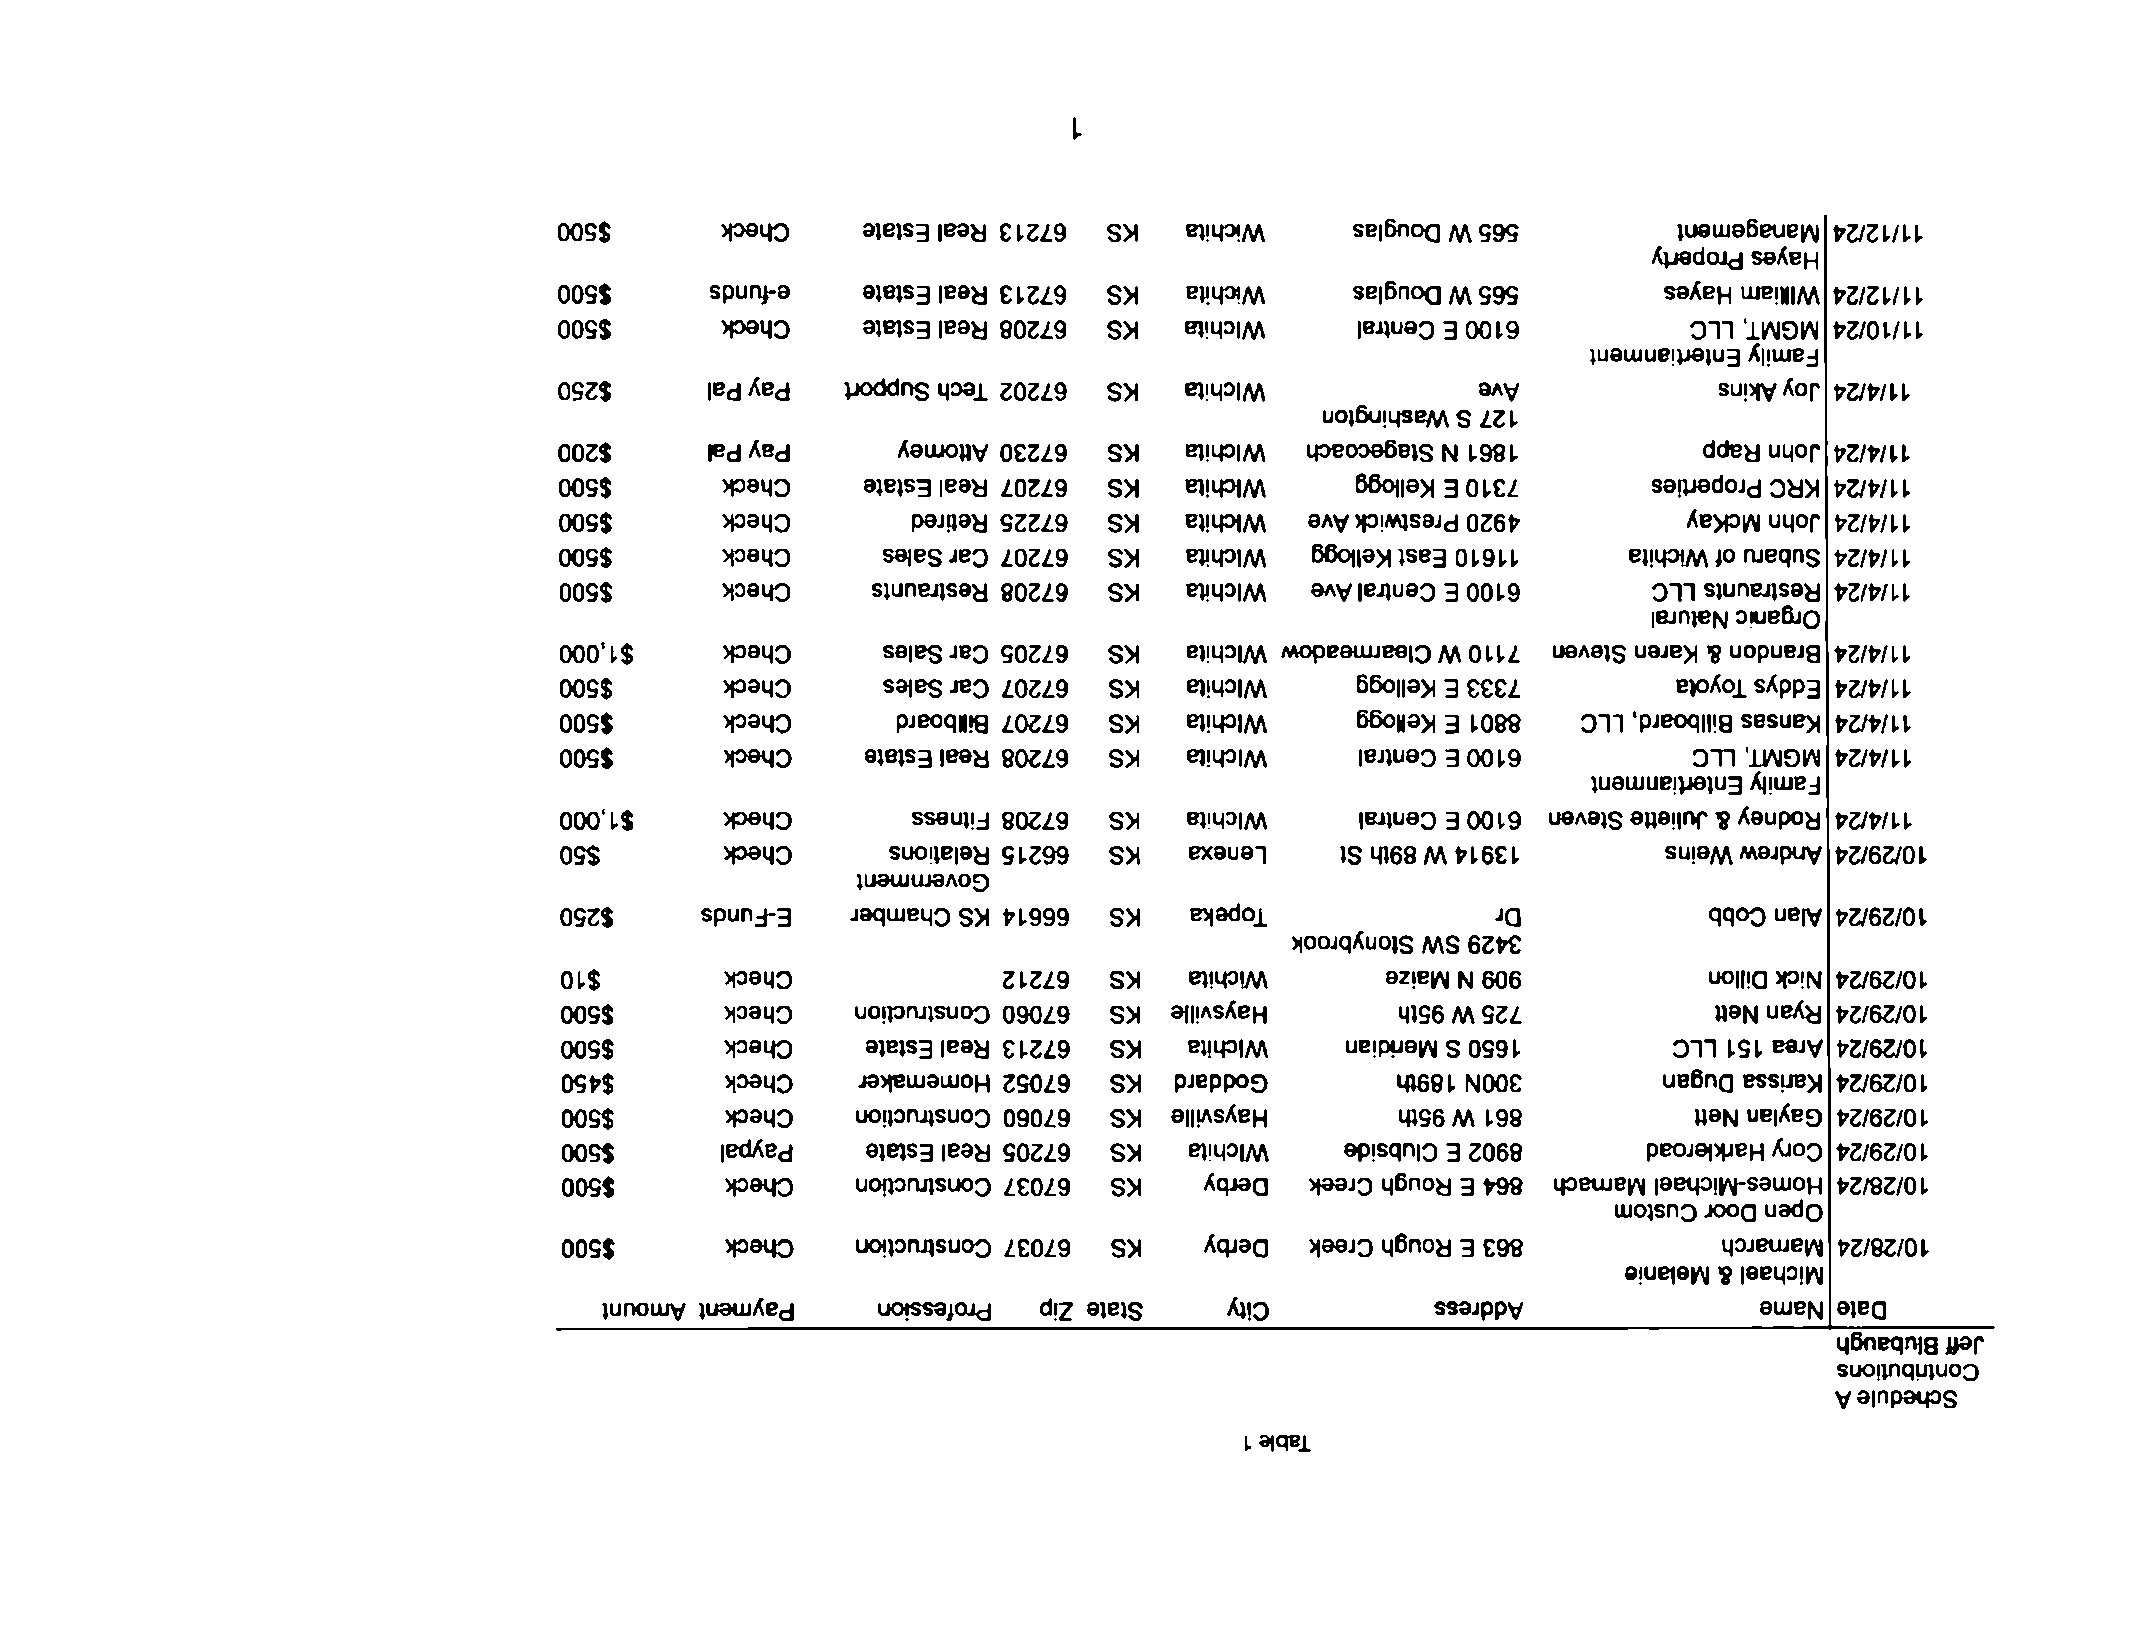 Table 1
Schedule A
Contributions
Jeff Blubaugh
Date Name Address City State Zip Profession Payment Amount
Michael & Melanie
10/28/24 Mamarch 863 E Rough Creek Derby KS 67037 Construction Check $500
Open Door Custom
10/28/24 Homes-Michael Mamach 864 E Rough Creek Derby KS 67037 Construction Check $500
10/29/24 Cory Harkleroad 8902 E Clubside Wichita KS 67205 Real Estate Paypal $500
10/29/24 Gaylan Nett 861 W 95th Haysville KS 67060 Construction Check $500
10/29/24 Karissa Dugan 300N 189th Goddard KS 67052 Homemaker Check $450
10/29/24 Area 151 LLC 1650 S Meridian Wichita KS 67213 Real Estate Check $500
10/29/24 Ryan Nett 725 W 95th Haysville KS 67060 Construction Check $500
10/29/24 Nick Dillon 909 N Maize Wichita KS 67212 Check $10
3429 SW Stonybrook
10/29/24 Alan Cobb Dr Topeka KS 66614 KS Chamber E-Funds $250
Government
10/29/24 Andrew Weins 13914 W 89th St Lenexa KS 66215 Relations Check $50
11/4/24 Rodney & Juliette Steven 6100 E Central Wichita KS 67208 Fitness Check $1,000
Family Entertianment
11/4/24 MGMT, LLC 6100 E Central Wichita KS 67208 Real Estate Check $500
11/4/24 Kansas Billboard, LLC 8801 E Kellogg Wichita KS 67207 Billboard Check $500
11/4/24 Eddys Toyota 7333 E Kellogg Wichita KS 67207 Car Sales Check $500
11/4/24 Brandon & Karen Steven 7110 W Clearmeadow Wichita KS 67205 Car Sales Check $1,000
Organic Natural
11/4/24 Restraunts LLC 6100 E Central Ave Wichita KS 67208 Restraunts Check $500
11/4/24 Subaru of Wichita 11610 East Kellogg Wichita KS 67207 Car Sales Check $500
11/4/24 John McKay 4920 Prestwick Ave Wichita KS 67225 Retired Check $500
11/4/24 KRC Properties 7310 E Kellogg Wichita KS 67207 Real Estate Check $500
11/4/24 John Rapp 1861 N Stagecoach Wichita KS 67230 Attorney Pay Pal $200
127 S Washington
11/4/24 Joy Akins Ave Wichita KS 67202 Tech Support Pay Pal $250
Family Entertianment
11/10/24 MGMT, LLC 6100 E Central Wichita KS 67208 Real Estate Check $500
11/12/24 William Hayes 565 W Douglas Wichita KS 67213 Real Estate e-funds $500
Hayes Property
11/12/24 Management 565 W Douglas Wichita KS 67213 Real Estate Check $500
1